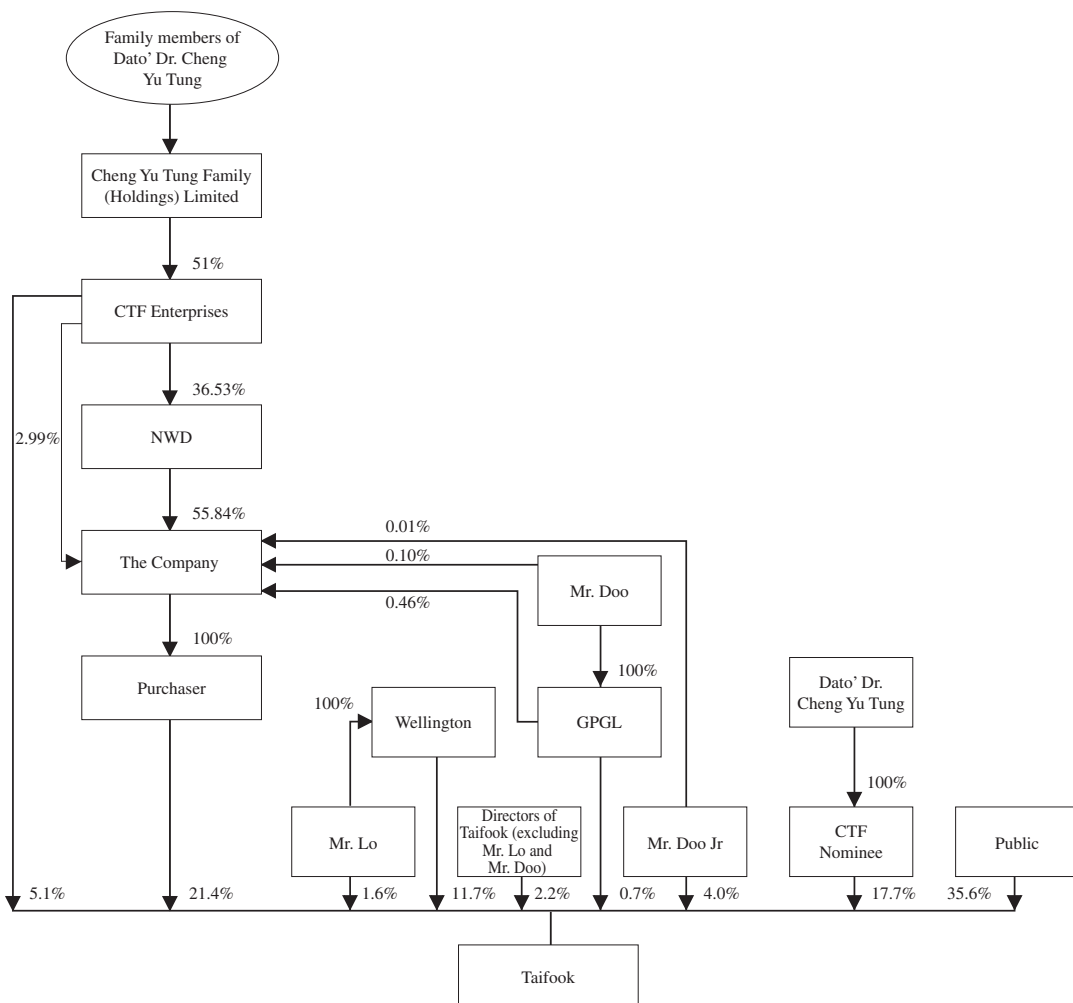 Family members of
Dato' Dr. Cheng
Yu Tung
Cheng Yu Tung Family
(Holdings) Limited
51%
CTF Enterprises
36.53%
2.99%
NWD
55.84%
0.01%
The Company
0.10%
Mr. Doo
0.46%
100%
100%
Purchaser
Dato' Dr.
Cheng Yu Tung
100%
Wellington
GPGL
100%
Mr. Lo
Directors of
Taifook (excluding
Mr. Lo and
Mr. Doo)
Mr. Doo Jr
CTF
Nominee
Public
5.1%
21.4%
1.6%
11.7%
2.2%
0.7%
4.0%
17.7%
35.6%
Taifook